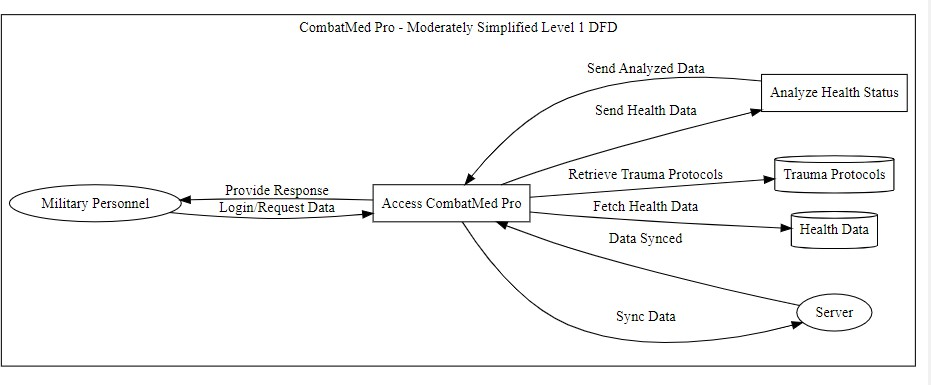 CombatMed Pro - Moderately Simplified Level 1 DFD
Send Analyzed Data
Analyze Health Status
Send Health Data
Retrieve Trauma Protocols
Trauma Protocols
Provide Response
Military Personnel
Access CombatMed Pro
Login/Request Data
Fetch Health Data
Health Data
Data Synced
Sync Data
Server